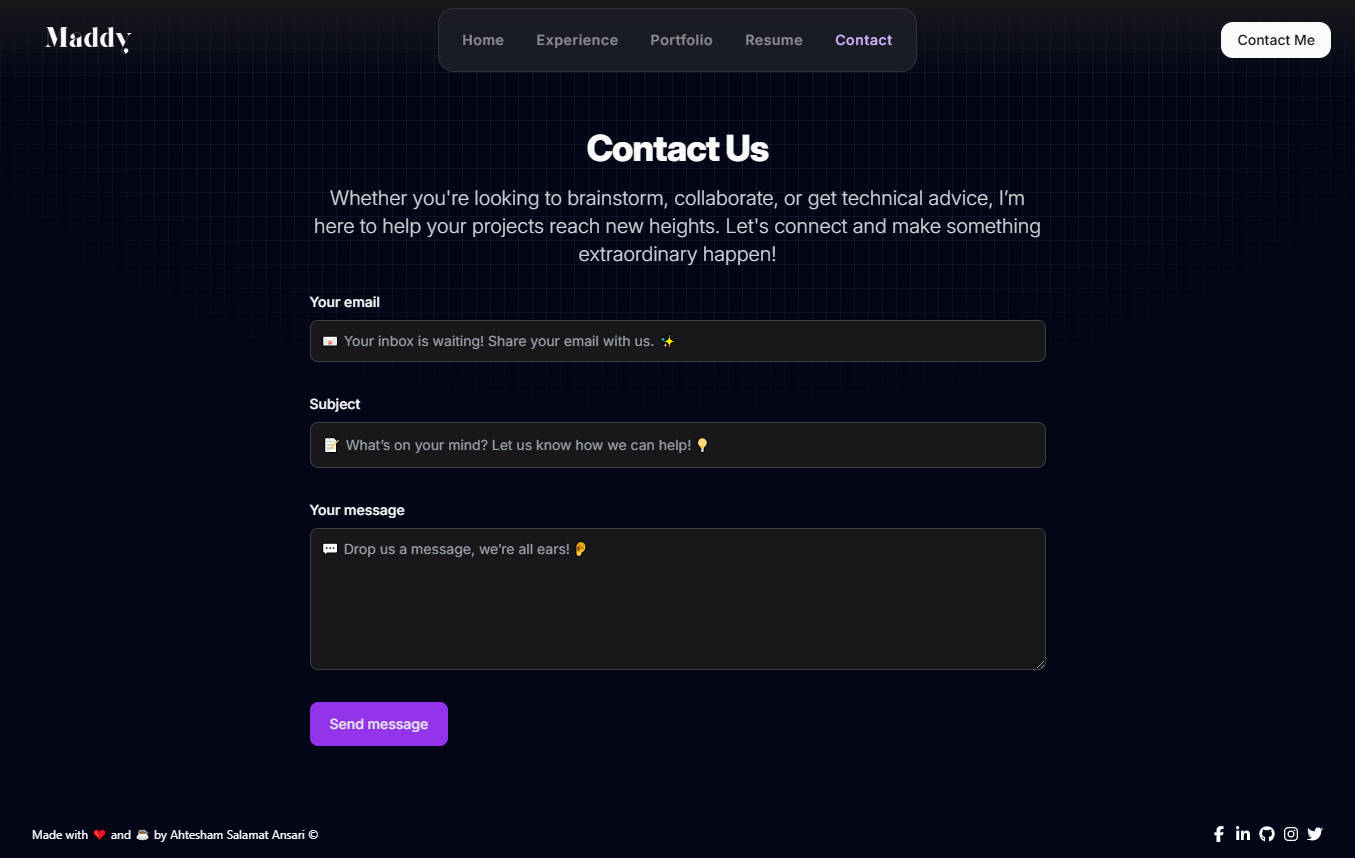 Maddy
Home Experience Portfolio Resume Contact
Contact Me
Contact Us
Whether you're looking to brainstorm, collaborate, or get technical advice, I’m
here to help your projects reach new heights. Let's connect and make something
extraordinary happen!
Your email
💌 Your inbox is waiting! Share your email with us. ✨
Subject
📝 What’s on your mind? Let us know how we can help! 💡
Your message
💬 Drop us a message, we’re all ears! 👂
Send message
Made with ❤️ and ☕ by Ahtesham Salamat Ansari ©